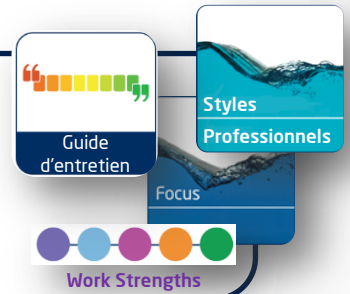 Styles
Professionnels
Guide
d'entretien
Focus
Work Strengths